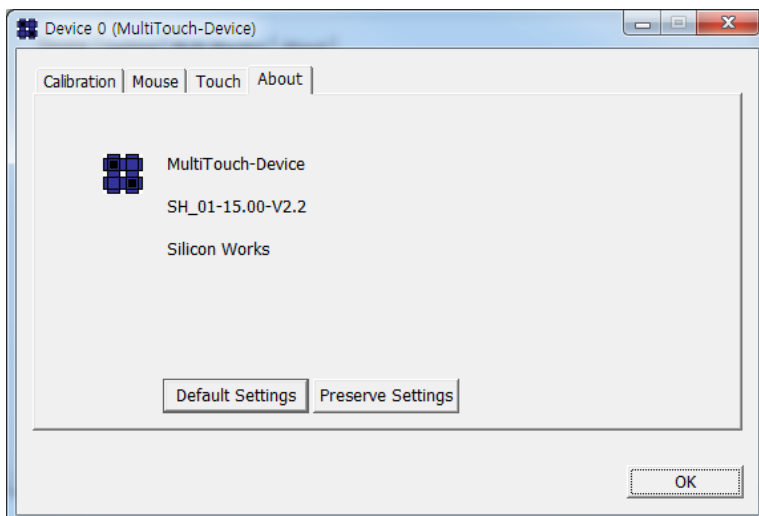 Device 0 (MultiTouch-Device)
Calibration Mouse Touch About
MultiTouch-Device
SH_01-15.00-V2.2
Silicon Works
Default Settings Preserve Settings
OK